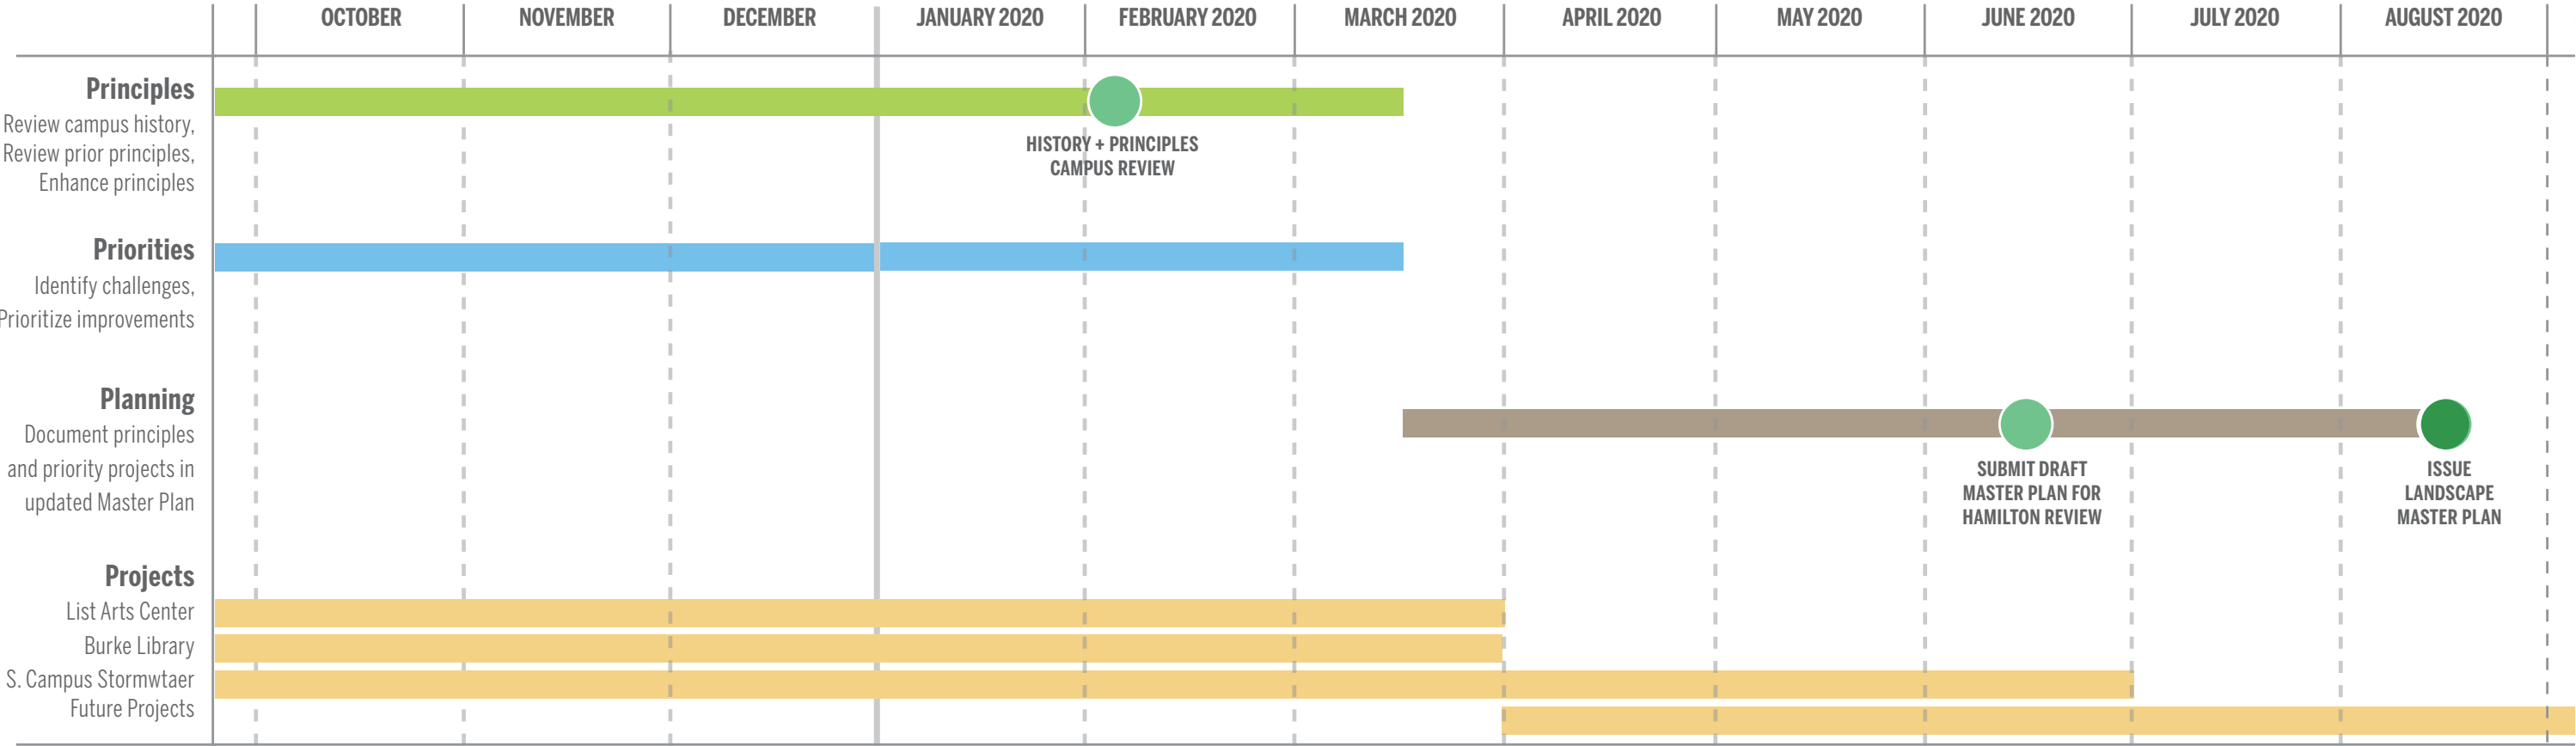 OCTOBER
NOVEMBER
DECEMBER
JANUARY 2020
FEBRUARY 2020
MARCH 2020
APRIL 2020
MAY 2020
JUNE 2020
JULY 2020
AUGUST 2020
Principles
Review campus history,
Review prior principles,
Enhance principles
HISTORY + PRINCIPLES
CAMPUS REVIEW
Priorities
Identify challenges,
Prioritize improvements
Planning
Document principles
and priority projects in
updated Master Plan
SUBMIT DRAFT
MASTER PLAN FOR
HAMILTON REVIEW
ISSUE
LANDSCAPE
MASTER PLAN
Projects
List Arts Center
Burke Library
S. Campus Stormwtaer
Future Projects